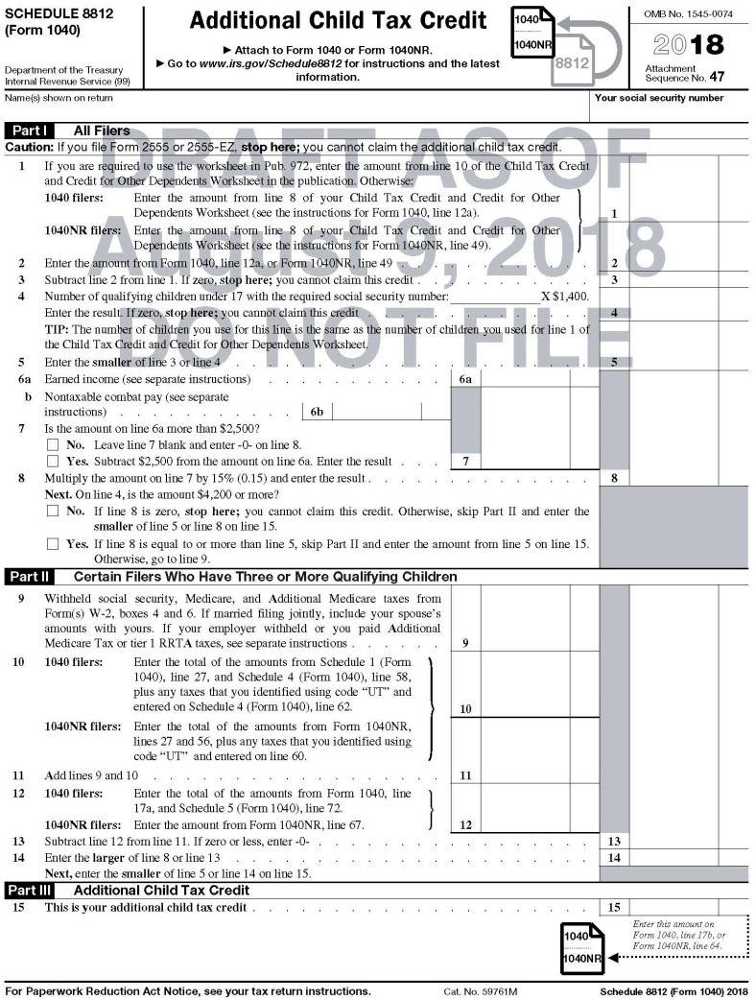 SCHEDULE 8812
(Form 1040)
Department of the Treasury
Internal Revenue Service (99)
Additional Child Tax Credit
▶ Attach to Form 1040 or Form 1040NR.
▶ Go to www.irs.gov/Schedule8812 for instructions and the latest
information.
1040
1040NR
8812
OMB No. 1545-0074
2018
Attachment
Sequence No. 47
Name(s) shown on return
Your social security number
DRAFT AS OF
August 9, 2018
DO NOT FILE
Part I All Filers
Caution: If you file Form 2555 or 2555-EZ, stop here; you cannot claim the additional child tax credit.
1 If you are required to use the worksheet in Pub. 972, enter the amount from line 10 of the Child Tax Credit
and Credit for Other Dependents Worksheet in the publication. Otherwise:
1040 filers: Enter the amount from line 8 of your Child Tax Credit and Credit for Other
Dependents Worksheet (see the instructions for Form 1040, line 12a). 1
1040NR filers: Enter the amount from line 8 of your Child Tax Credit and Credit for Other
Dependents Worksheet (see the instructions for Form 1040NR, line 49).
2 Enter the amount from Form 1040, line 12a, or Form 1040NR, line 49 . . . . . . . . . . . 2
3 Subtract line 2 from line 1. If zero, stop here; you cannot claim this credit . . . . . . . . . . 3
4 Number of qualifying children under 17 with the required social security number: X $1,400.
Enter the result. If zero, stop here; you cannot claim this credit . . . . . . . . . . . . 4
TIP: The number of children you use for this line is the same as the number of children you used for line 1 of
the Child Tax Credit and Credit for Other Dependents Worksheet.
5 Enter the smaller of line 3 or line 4 . . . . . . . . . . . . . . . . . . . . 5
6a Earned income (see separate instructions) . . . . . . . . . . . 6a
b Nontaxable combat pay (see separate
instructions) . . . . . . . . . . . 6b
7 Is the amount on line 6a more than $2,500?
☐ No. Leave line 7 blank and enter -0- on line 8.
☐ Yes. Subtract $2,500 from the amount on line 6a. Enter the result . . . 7
8 Multiply the amount on line 7 by 15% (0.15) and enter the result . . . . . . . . . . . . . 8
Next. On line 4, is the amount $4,200 or more?
☐ No. If line 8 is zero, stop here; you cannot claim this credit. Otherwise, skip Part II and enter the
smaller of line 5 or line 8 on line 15.
☐ Yes. If line 8 is equal to or more than line 5, skip Part II and enter the amount from line 5 on line 15.
Otherwise, go to line 9.
Part II Certain Filers Who Have Three or More Qualifying Children
9 Withheld social security, Medicare, and Additional Medicare taxes from
Form(s) W-2, boxes 4 and 6. If married filing jointly, include your spouse's
amounts with yours. If your employer withheld or you paid Additional
Medicare Tax or tier 1 RRTA taxes, see separate instructions . . . . . . 9
10 1040 filers: Enter the total of the amounts from Schedule 1 (Form
1040), line 27, and Schedule 4 (Form 1040), line 58,
plus any taxes that you identified using code "UT" and
entered on Schedule 4 (Form 1040), line 62. 10
1040NR filers: Enter the total of the amounts from Form 1040NR,
lines 27 and 56, plus any taxes that you identified using
code "UT" and entered on line 60.
11 Add lines 9 and 10 . . . . . . . . . . . . . . . . . 11
12 1040 filers: Enter the total of the amounts from Form 1040, line
17a, and Schedule 5 (Form 1040), line 72.
1040NR filers: Enter the amount from Form 1040NR, line 67. 12
13 Subtract line 12 from line 11. If zero or less, enter -0- . . . . . . . . . . . . . . . 13
14 Enter the larger of line 8 or line 13 . . . . . . . . . . . . . . . . . . . . 14
Next, enter the smaller of line 5 or line 14 on line 15.
Part III Additional Child Tax Credit
15 This is your additional child tax credit . . . . . . . . . . . . . . . . . . . 15
Enter this amount on
Form 1040, line 17b, or
Form 1040NR, line 64.
1040
1040NR
For Paperwork Reduction Act Notice, see your tax return instructions. Cat. No. 59761M Schedule 8812 (Form 1040) 2018